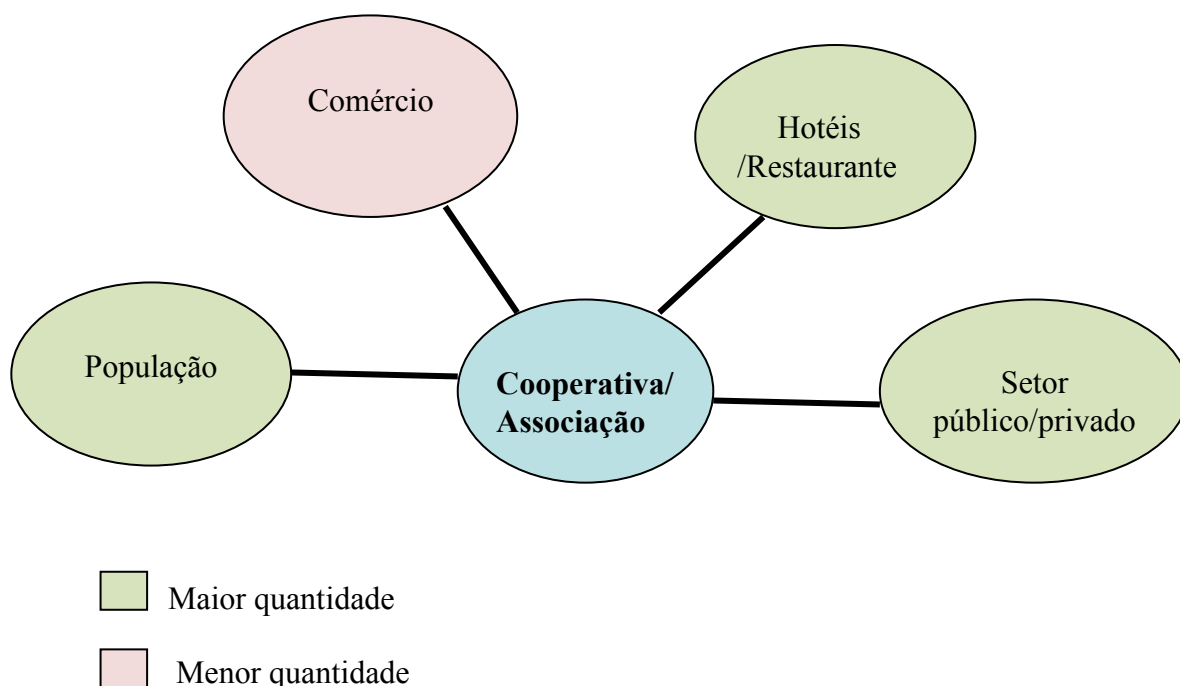 Comércio
Hotéis
/Restaurante
População
Cooperativa/
Associação
Setor
público/privado
Maior quantidade
Menor quantidade